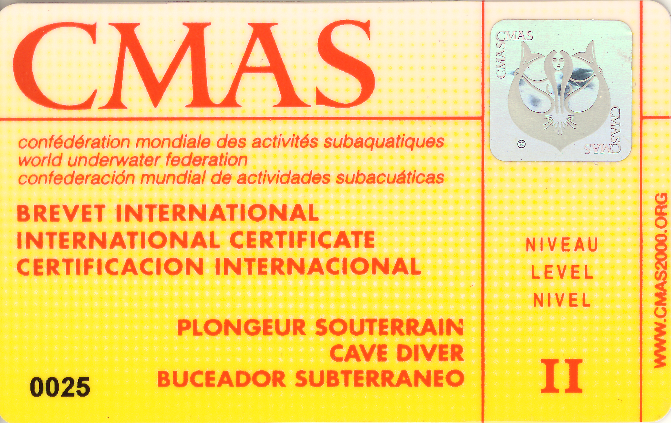 CMAS
confédération mondiale des activités subaquatiques
world underwater federation
confederación mundial de actividades subacuáticas
BREVET INTERNATIONAL
INTERNATIONAL CERTIFICATE
CERTIFICACION INTERNACIONAL
PLONGEUR SOUTERRAIN
CAVE DIVER
BUCEADOR SUBTERRANEO
0025
CMASCMAS
CMAS
CMAS
©
NIVEAU
LEVEL
NIVEL
II
WWW.CMAS2000.ORG